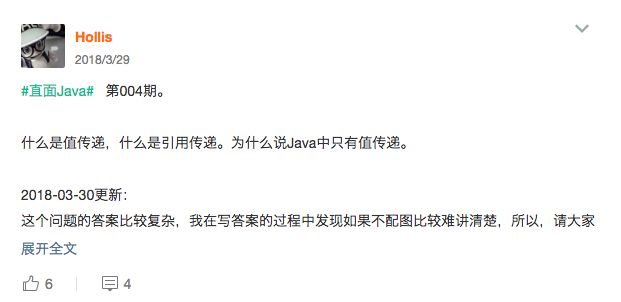 Hollis
2018/3/29
#直面Java# 第004期。
什么是值传递，什么是引用传递。为什么说Java中只有值传递。
2018-03-30更新：
这个问题的答案比较复杂，我在写答案的过程中发现如果不配图比较难讲清楚，所以，请大家
展开全文
6 4